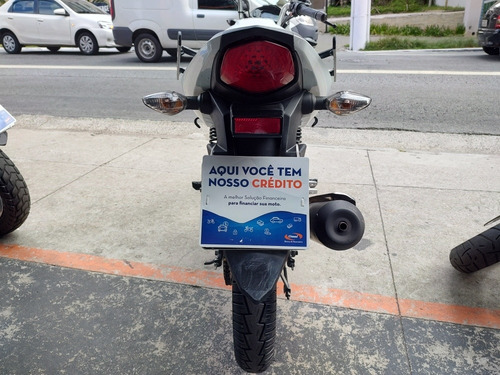 AQUI VOCÊ TEM
NOSSO CRÉDITO
A melhor Solução Financeira
para financiar sua moto.